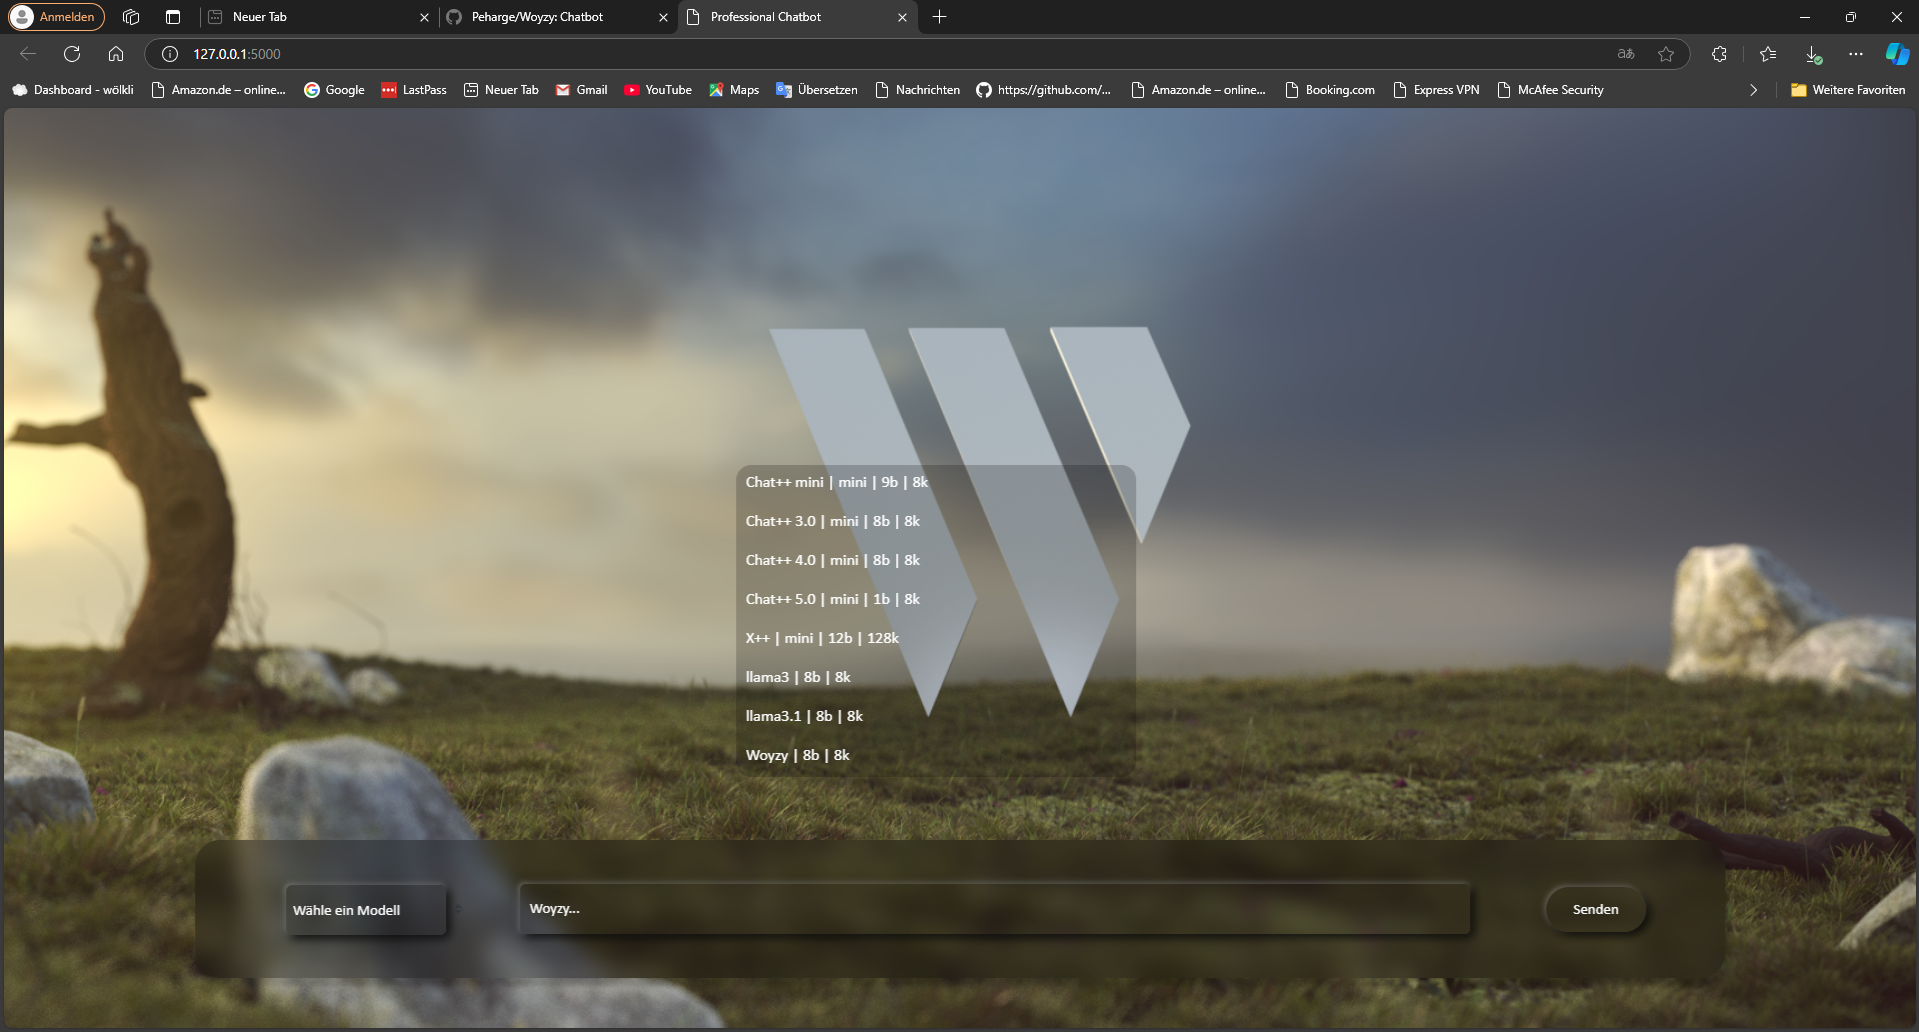 Anmelden
Neuer Tab
Peharge/Woyzy: Chatbot
Professional Chatbot
127.0.0.1:5000
aあ
Dashboard - wölkli
Amazon.de – online...
Google
LastPass
Neuer Tab
Gmail
YouTube
Maps
Übersetzen
Nachrichten
https://github.com/...
Amazon.de – online...
Booking.com
Express VPN
McAfee Security
Weitere Favoriten
Chat++ mini | mini | 9b | 8k
Chat++ 3.0 | mini | 8b | 8k
Chat++ 4.0 | mini | 8b | 8k
Chat++ 5.0 | mini | 1b | 8k
X++ | mini | 12b | 128k
llama3 | 8b | 8k
llama3.1 | 8b | 8k
Woyzy | 8b | 8k
Wähle ein Modell
Woyzy...
Senden